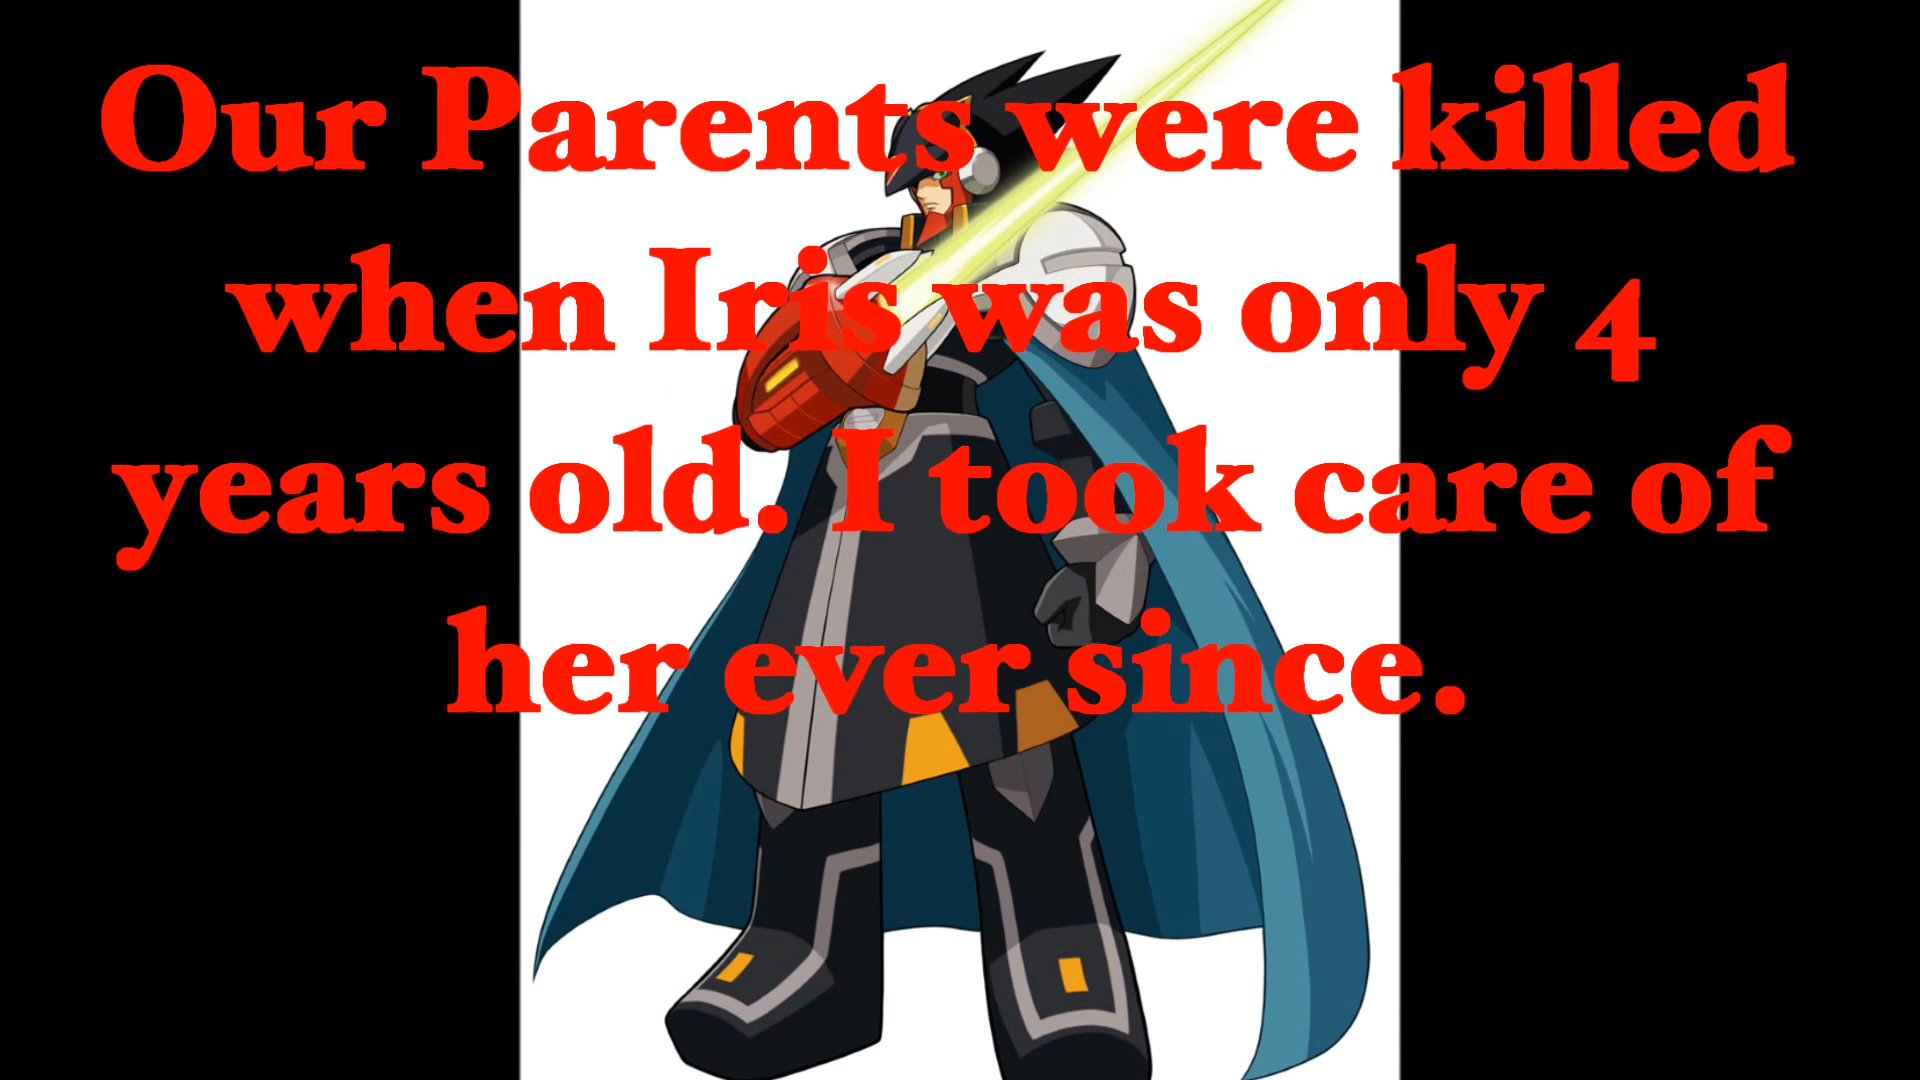 Our Parents were killed
when Iris was only 4
years old. I took care of
her ever since.